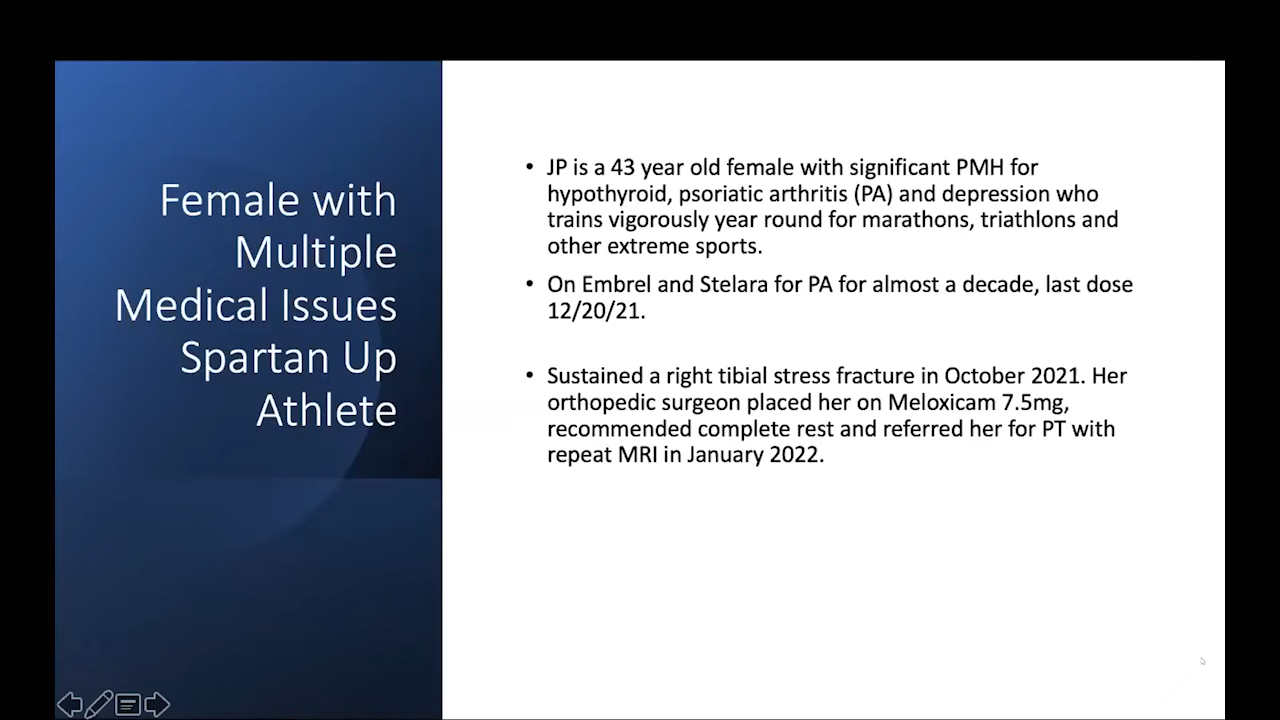 Female with
Multiple
Medical Issues
Spartan Up
Athlete
• JP is a 43 year old female with significant PMH for
hypothyroid, psoriatic arthritis (PA) and depression who
trains vigorously year round for marathons, triathlons and
other extreme sports.
• On Embrel and Stelara for PA for almost a decade, last dose
12/20/21.
• Sustained a right tibial stress fracture in October 2021. Her
orthopedic surgeon placed her on Meloxicam 7.5mg,
recommended complete rest and referred her for PT with
repeat MRI in January 2022.